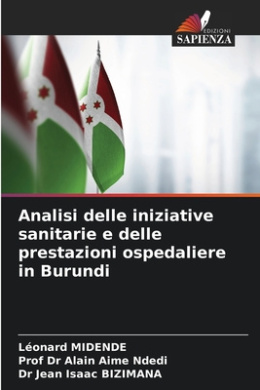 EDIZIONI
SAPIENZA
Analisi delle iniziative
sanitarie e delle
prestazioni ospedaliere
in Burundi
Léonard MIDENDE
Prof Dr Alain Aime Ndedi
Dr Jean Isaac BIZIMANA